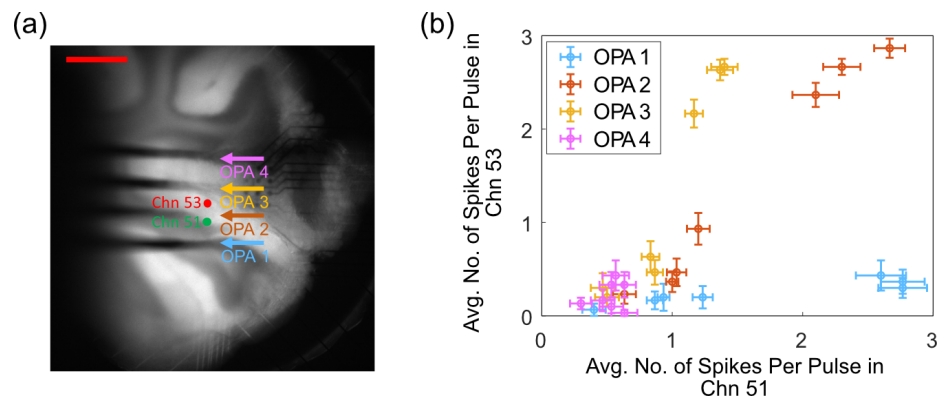 (a)
OPA 4
Chn 53
OPA 3
Chn 51
OPA 2
OPA 1
(b)
Avg. No. of Spikes Per Pulse in
Chn 53
3
2
1
0
OPA 1
OPA 2
OPA 3
OPA 4
0
1
2
3
Avg. No. of Spikes Per Pulse in
Chn 51